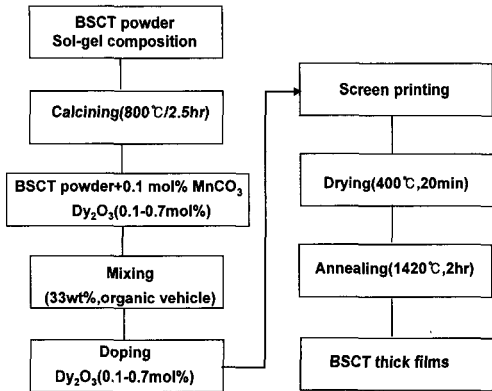 BSCT powder
Sol-gel composition
Calcining(800℃/2.5hr)
BSCT powder+0.1 mol% MnCO₃
Dy₂O₃(0.1-0.7mol%)
Mixing
(33wt%,organic vehicle)
Doping
Dy₂O₃(0.1-0.7mol%)
Screen printing
Drying(400℃,20min)
Annealing(1420℃,2hr)
BSCT thick films